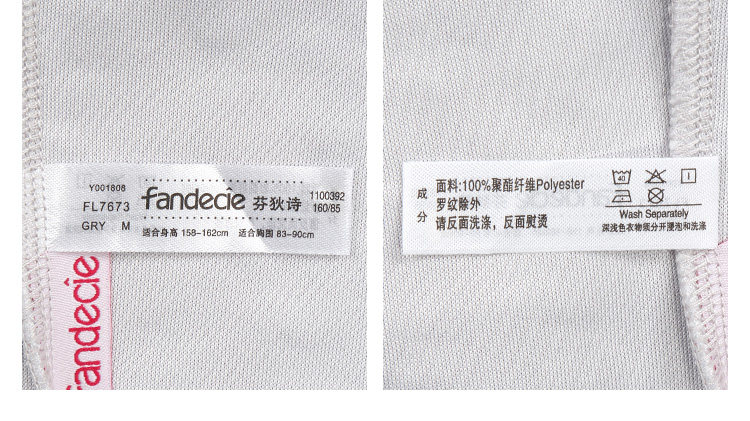 Y001808
FL7673
GRY M
fandecie 芬狄诗
1100392
160/85
适合身高 158-162cm 适合胸围 83-90cm
fandecie
成分
面料:100%聚酯纤维Polyester
罗纹除外
请反面洗涤，反面熨烫
40
Wash Separately
深浅色衣物须分开浸泡和洗涤